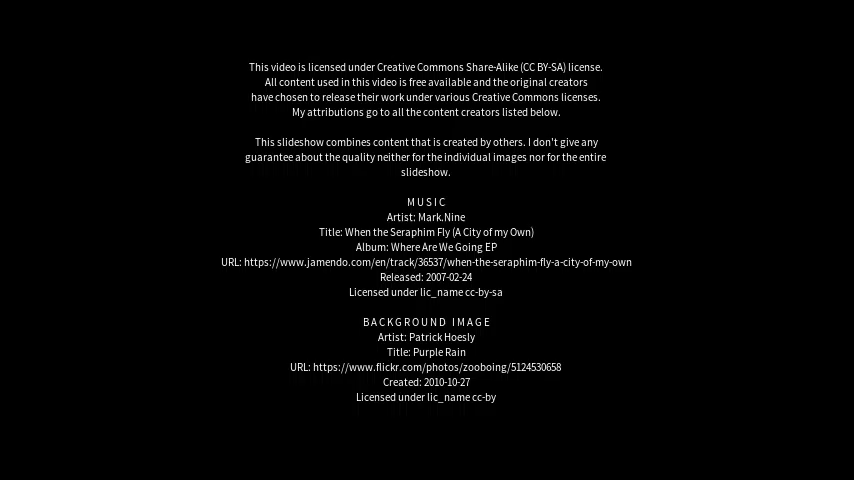 This video is licensed under Creative Commons Share-Alike (CC BY-SA) license.
All content used in this video is free available and the original creators
have chosen to release their work under various Creative Commons licenses.
My attributions go to all the content creators listed below.
This slideshow combines content that is created by others. I don't give any
guarantee about the quality neither for the individual images nor for the entire
slideshow.
MUSIC
Artist: Mark.Nine
Title: When the Seraphim Fly (A City of my Own)
Album: Where Are We Going EP
URL: https://www.jamendo.com/en/track/36537/when-the-seraphim-fly-a-city-of-my-own
Released: 2007-02-24
Licensed under lic_name cc-by-sa
BACKGROUND IMAGE
Artist: Patrick Hoesly
Title: Purple Rain
URL: https://www.flickr.com/photos/zooboing/5124530658
Created: 2010-10-27
Licensed under lic_name cc-by